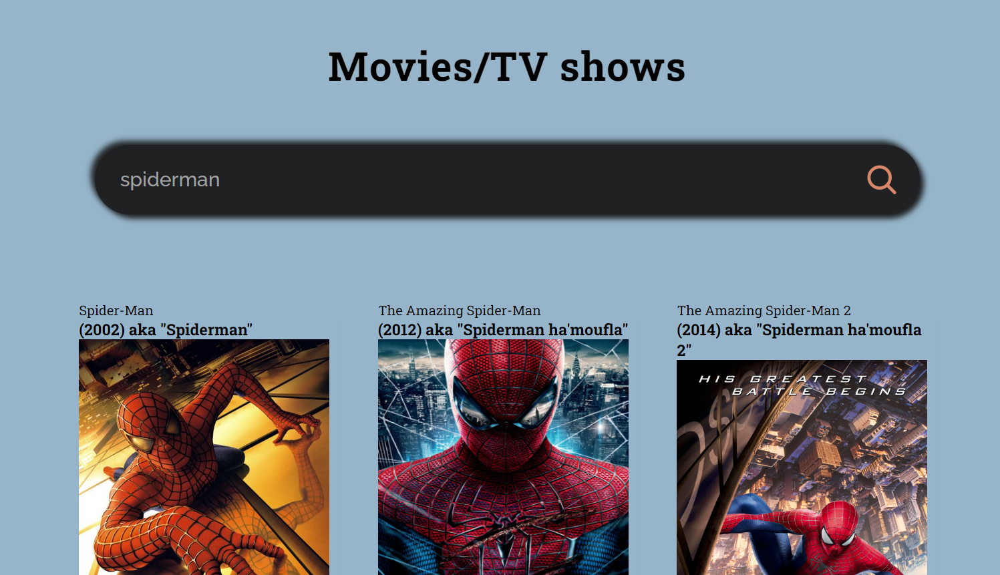 Movies/TV shows
spiderman
Spider-Man
(2002) aka "Spiderman"
The Amazing Spider-Man
(2012) aka "Spiderman ha'moufla"
The Amazing Spider-Man 2
(2014) aka "Spiderman ha'moufla
2"
HIS GREATEST
BATTLE BEGINS